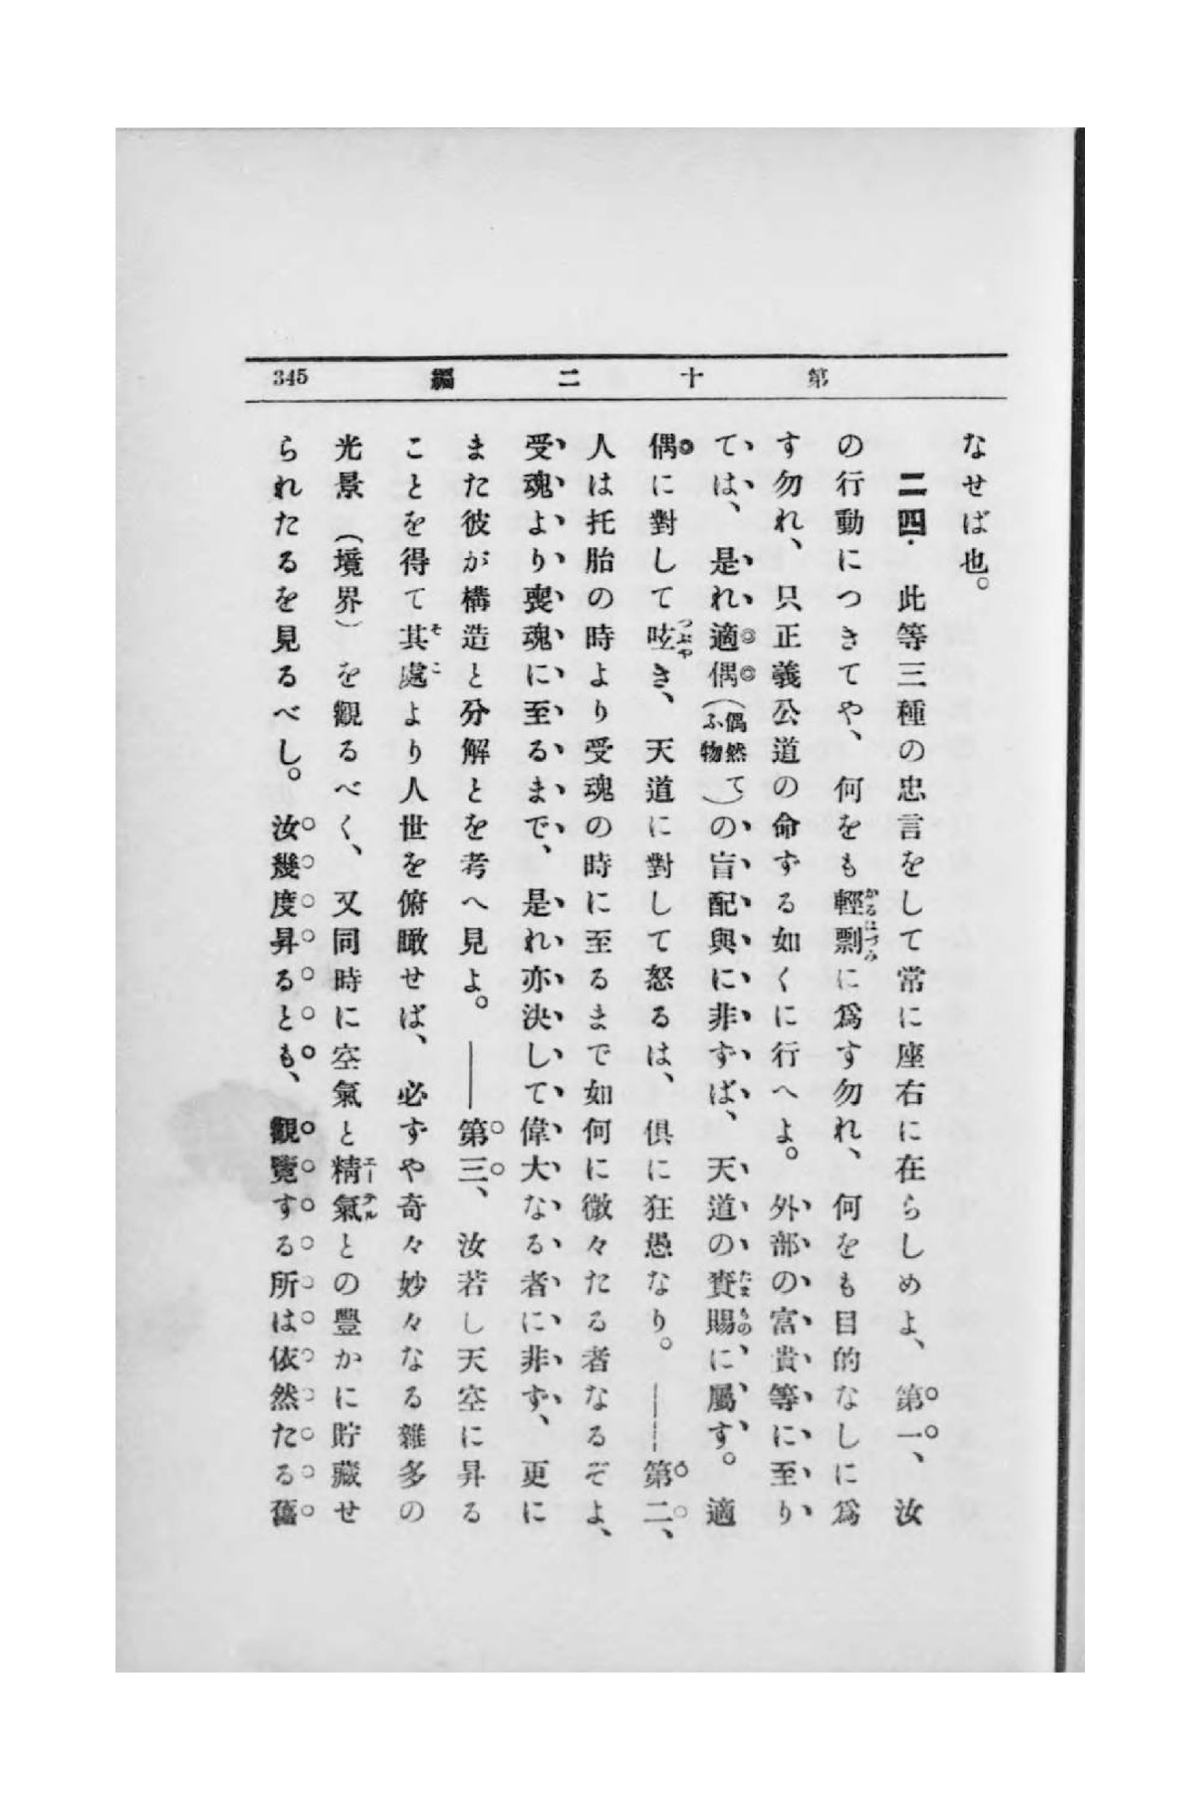 第十二編
345
なせば也。
二四. 此等三種の忠言をして常に座右に在らしめよ、第一、汝
の行動につきてや、何をも輕剽に爲す勿れ、何をも目的なしに爲
す勿れ、只正義公道の命ずる如くに行へよ。外部の富貴等に至り
ては、是れ適偶(偶然てふ物)の盲配與に非ずば、天道の賚賜に屬す。適
偶に對して呟き、天道に對して怒るは、倶に狂愚なり。――第二、
人は托胎の時より受魂の時に至るまで如何に微々たる者なるぞよ、
受魂より喪魂に至るまで、是れ亦決して偉大なる者に非ず、更に
また彼が構造と分解とを考へ見よ。――第三、汝若し天空に昇る
ことを得て其處より人世を俯瞰せば、必ずや奇々妙々なる雜多の
光景(境界)を觀るべく、又同時に空氣と精氣との豐かに貯藏せ
られたるを見るべし。汝幾度昇るとも、觀覽する所は依然たる舊